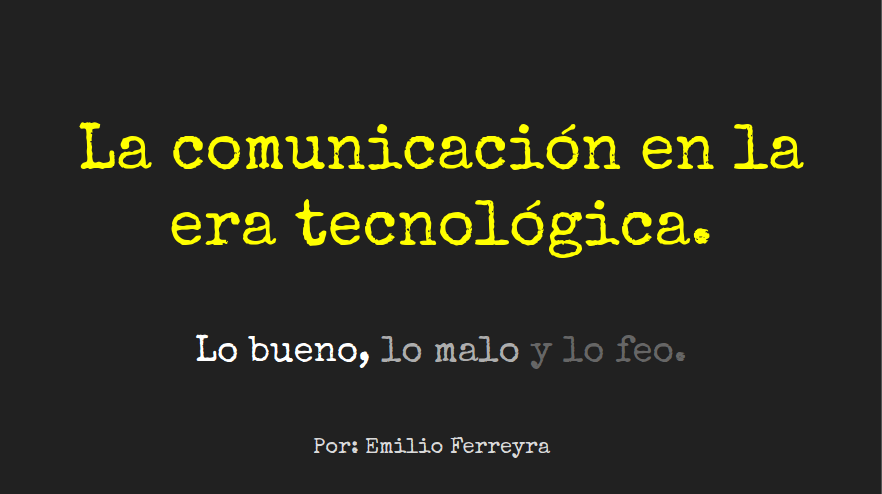 La comunicación en la
era tecnológica.
Lo bueno, lo malo y lo feo.
Por: Emilio Ferreyra